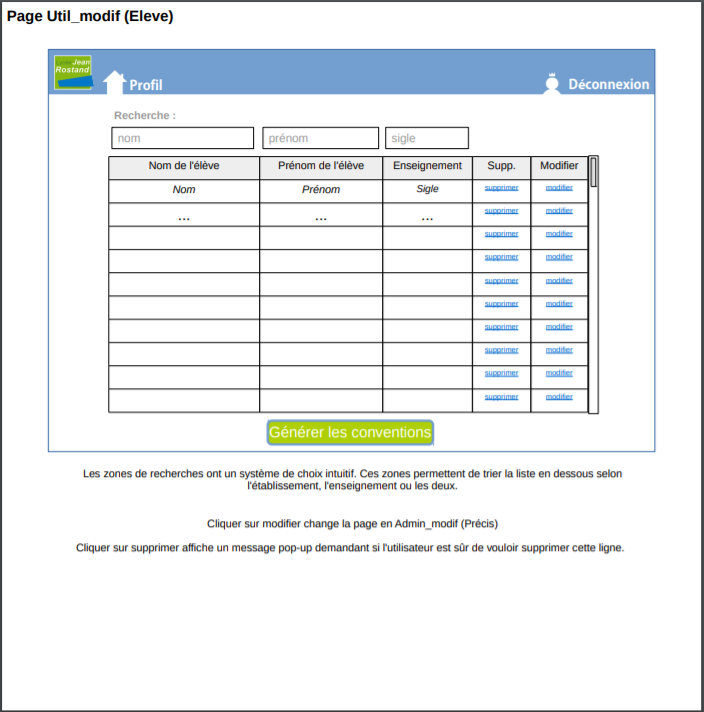 Page Util_modif (Eleve)
Lycée Jean
Rostand
Profil
Déconnexion
Recherche :
nom prénom sigle
Nom de l'élève Prénom de l'élève Enseignement Supp. Modifier
Nom Prénom Sigle supprimer modifier
... ... ... supprimer modifier
supprimer modifier
supprimer modifier
supprimer modifier
supprimer modifier
supprimer modifier
supprimer modifier
supprimer modifier
supprimer modifier
Générer les conventions
Les zones de recherches ont un système de choix intuitif. Ces zones permettent de trier la liste en dessous selon
l'établissement, l'enseignement ou les deux.
Cliquer sur modifier change la page en Admin_modif (Précis)
Cliquer sur supprimer affiche un message pop-up demandant si l'utilisateur est sûr de vouloir supprimer cette ligne.